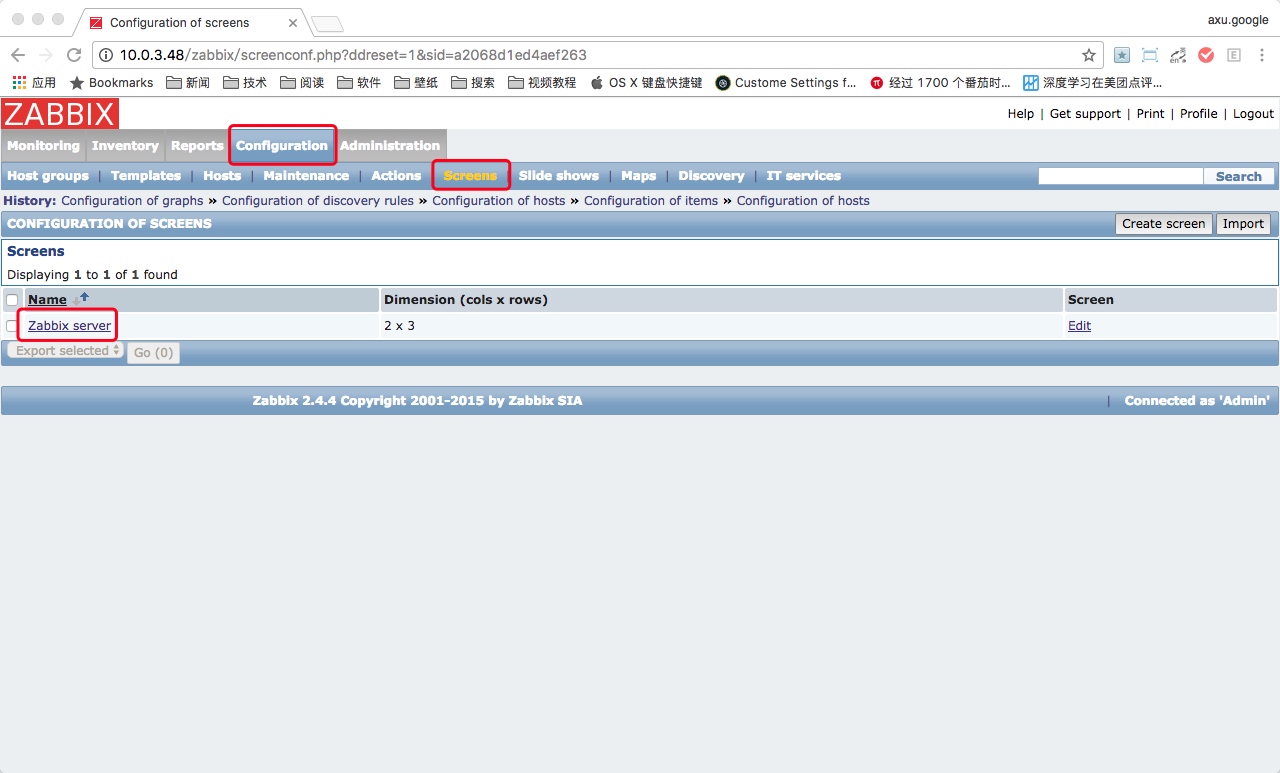 Configuration of screens
axu.google
10.0.3.48/zabbix/screenconf.php?ddreset=1&sid=a2068d1ed4aef263
应用 Bookmarks 新闻 技术 阅读 软件 壁纸 搜索 视频教程 OS X 键盘快捷键 Custome Settings f... 经过 1700 个番茄时... 深度学习在美团点评...
ZABBIX
Help | Get support | Print | Profile | Logout
Monitoring Inventory Reports Configuration Administration
Host groups | Templates | Hosts | Maintenance | Actions | Screens | Slide shows | Maps | Discovery | IT services Search
History: Configuration of graphs » Configuration of discovery rules » Configuration of hosts » Configuration of items » Configuration of hosts
CONFIGURATION OF SCREENS Create screen Import
Screens
Displaying 1 to 1 of 1 found
Name Dimension (cols x rows) Screen
Zabbix server 2 x 3 Edit
Export selected Go (0)
Zabbix 2.4.4 Copyright 2001-2015 by Zabbix SIA | Connected as 'Admin'